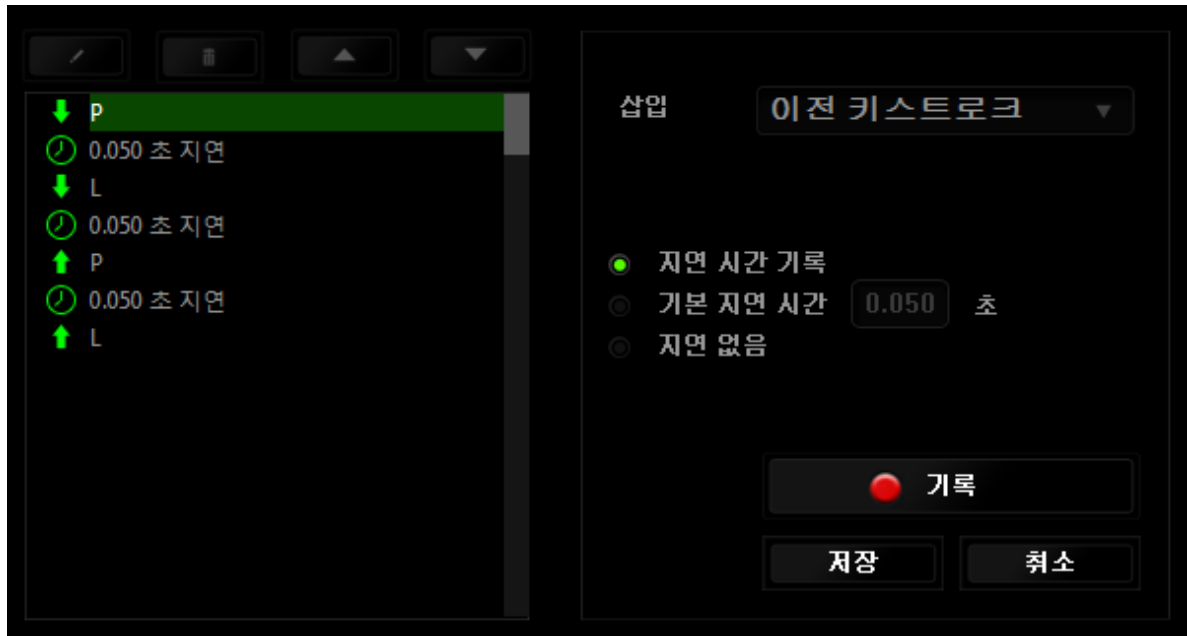 P
0.050 초 지연
L
0.050 초 지연
P
0.050 초 지연
L
삽입 이전 키스트로크
지연 시간 기록
기본 지연 시간 0.050 초
지연 없음
기록
저장 취소